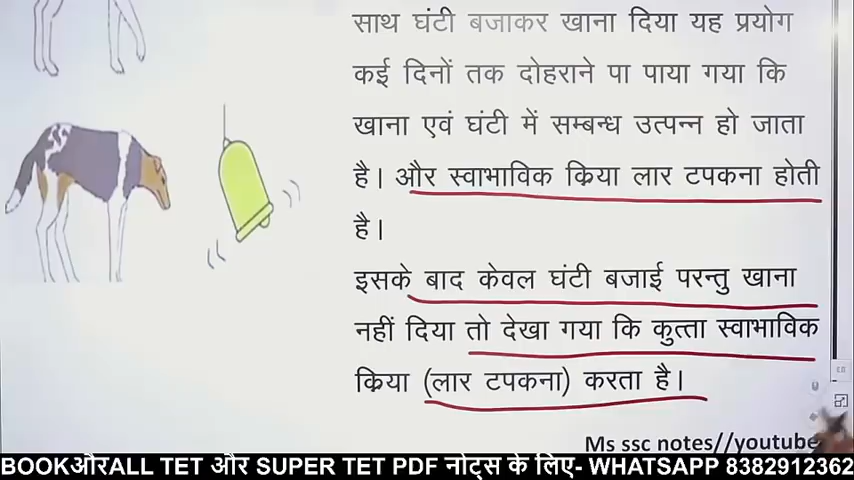 साथ घंटी बजाकर खाना दिया यह प्रयोग
कई दिनों तक दोहराने पा पाया गया कि
खाना एवं घंटी में सम्बन्ध उत्पन्न हो जाता
है। और स्वाभाविक क्रिया लार टपकना होती
है।
इसके बाद केवल घंटी बजाई परन्तु खाना
नहीं दिया तो देखा गया कि कुत्ता स्वाभाविक
क्रिया (लार टपकना) करता है।
Ms ssc notes//youtube
BOOKऔरALL TET और SUPER TET PDF नोट्स के लिए- WHATSAPP 8382912362